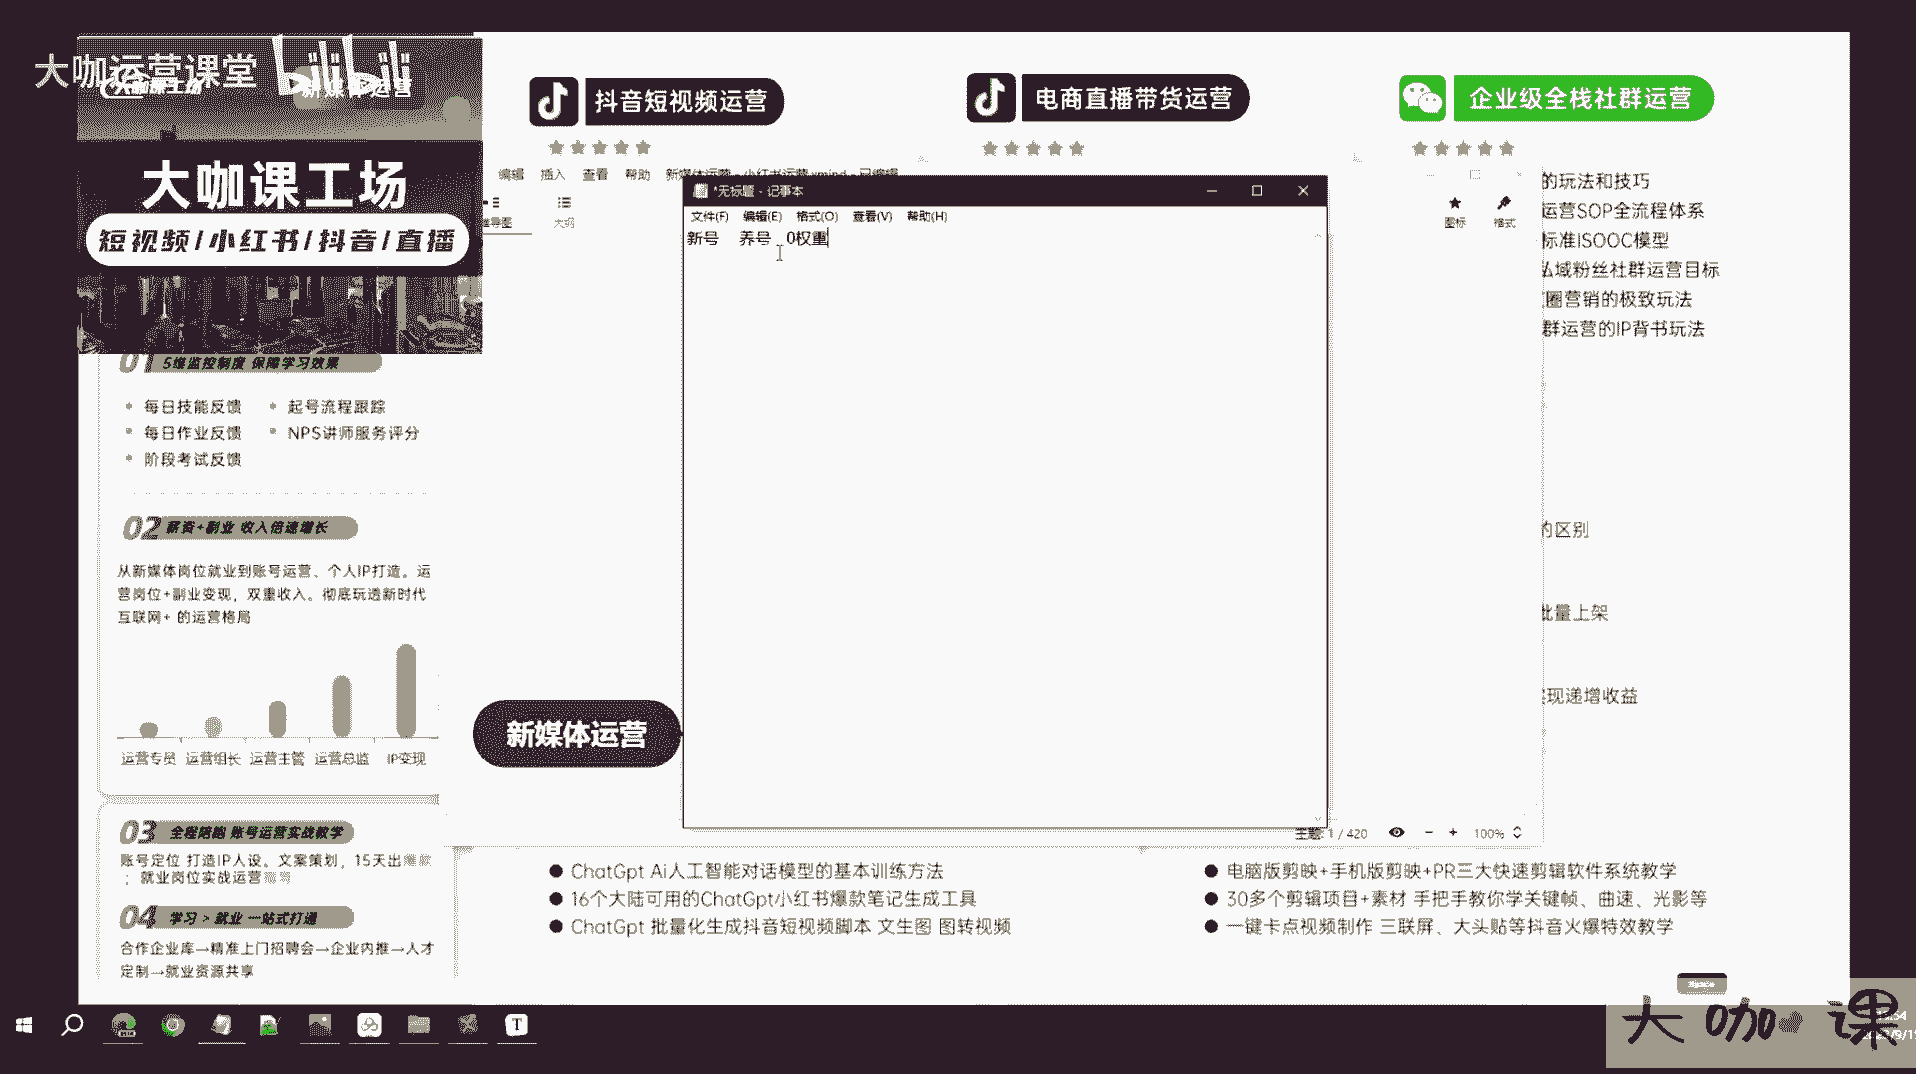 大咖运营课堂
大咖课工场
短视频/小红书/抖音/直播
抖音短视频运营
电商直播带货运营
企业级全栈社群运营
编辑 插入 查看 帮助
大纲
图标 格式
*无标题 - 记事本
文件(F) 编辑(E) 格式(O) 查看(V) 帮助(H)
新号 养号 0权重
的玩法和技巧
运营SOP全流程体系
标准ISOOC模型
私域粉丝社群运营目标
圈营销的极致玩法
群运营的IP背书玩法
的区别
批量上架
现递增收益
01 5维监控制度 保障学习效果
每日技能反馈
起号流程跟踪
每日作业反馈
NPS讲师服务评分
阶段考试反馈
02 薪资+副业 收入倍速增长
从新媒体岗位就业到账号运营、个人IP打造。运
营岗位+副业变现，双重收入。彻底玩透新时代
互联网+ 的运营格局
运营专员 运营组长 运营主管 运营总监 IP变现
新媒体运营
03 全程陪跑 账号运营实战教学
账号定位 打造IP人设。文案策划，15天出爆款
；就业岗位实战运营
04 学习 > 就业 一站式打通
合作企业库→精准上门招聘会→企业内推→人才
定制→就业资源共享
主题: 1 / 420
100%
ChatGpt Ai人工智能对话模型的基本训练方法
16个大陆可用的ChatGpt小红书爆款笔记生成工具
ChatGpt 批量化生成抖音短视频脚本 文生图 图转视频
电脑版剪映+手机版剪映+PR三大快速剪辑软件系统教学
30多个剪辑项目+素材 手把手教你学关键帧、曲速、光影等
一键卡点视频制作 三联屏、大头贴等抖音火爆特效教学
大咖课